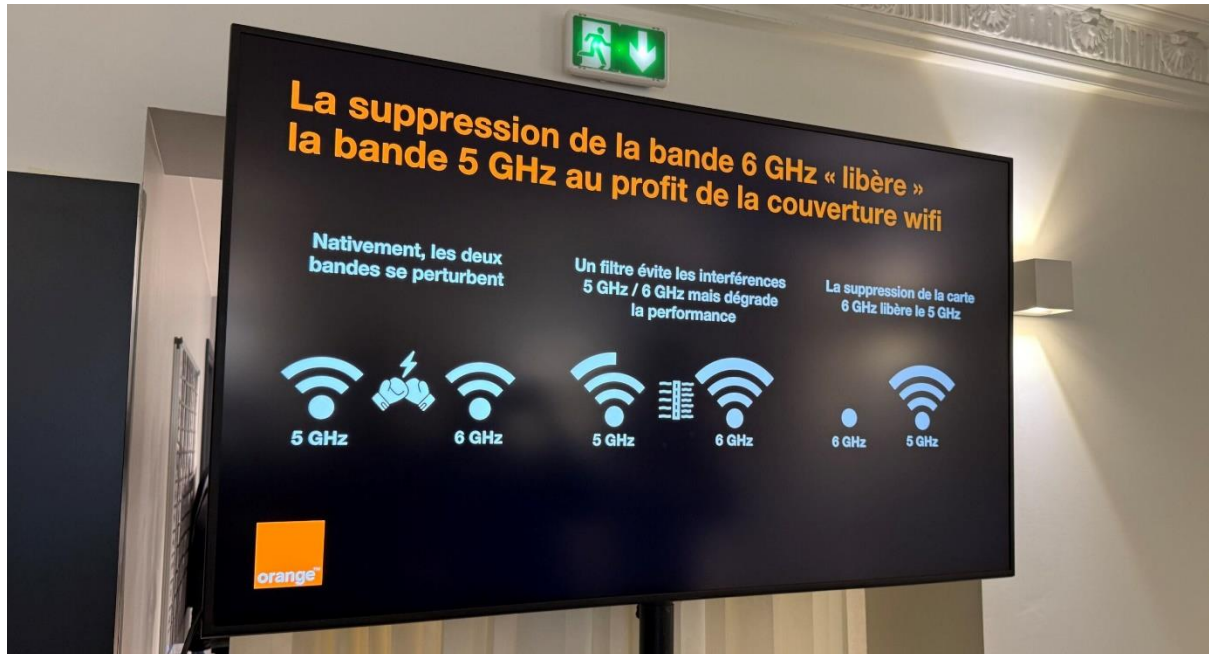 La suppression de la bande 6 GHz « libère »
la bande 5 GHz au profit de la couverture wifi
Nativement, les deux
bandes se perturbent
Un filtre évite les interférences
5 GHz / 6 GHz mais dégrade
la performance
La suppression de la carte
6 GHz libère le 5 GHz
5 GHz
6 GHz
5 GHz
6 GHz
6 GHz
5 GHz
orange™